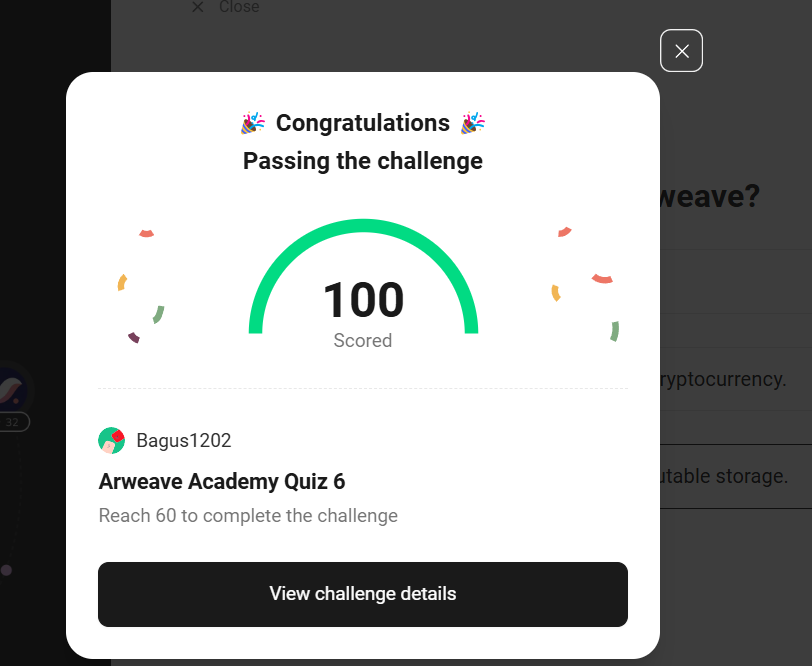 Close
Congratulations
Passing the challenge
weave?
100
Scored
ryptocurrency.
32
Bagus1202
utable storage.
Arweave Academy Quiz 6
Reach 60 to complete the challenge
View challenge details